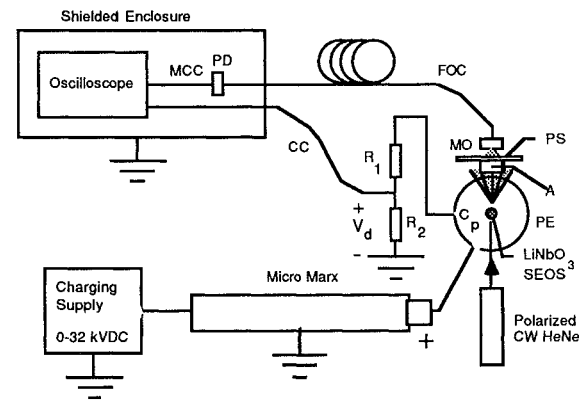 Shielded Enclosure
Oscilloscope
MCC
PD
FOC
MO
PS
CC
R1
A
Cp
PE
+
Vd
-
R2
LiNbO3
SEOS
Micro Marx
Charging
Supply
0-32 kVDC
+
Polarized
CW HeNe